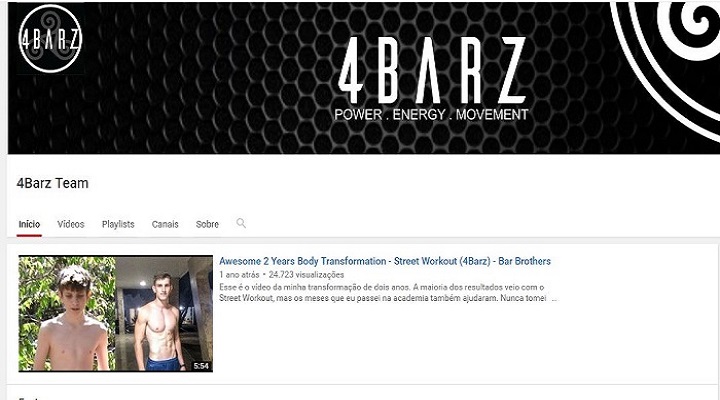 4BARZ
4BARZ
POWER . ENERGY . MOVEMENT
4Barz Team
Início Vídeos Playlists Canais Sobre
Awesome 2 Years Body Transformation - Street Workout (4Barz) - Bar Brothers
1 ano atrás • 24.723 visualizações
Esse é o vídeo da minha transformação de dois anos. A maioria dos resultados veio com o
Street Workout, mas os meses que eu passei na academia também ajudaram. Nunca tomei ...
5:54